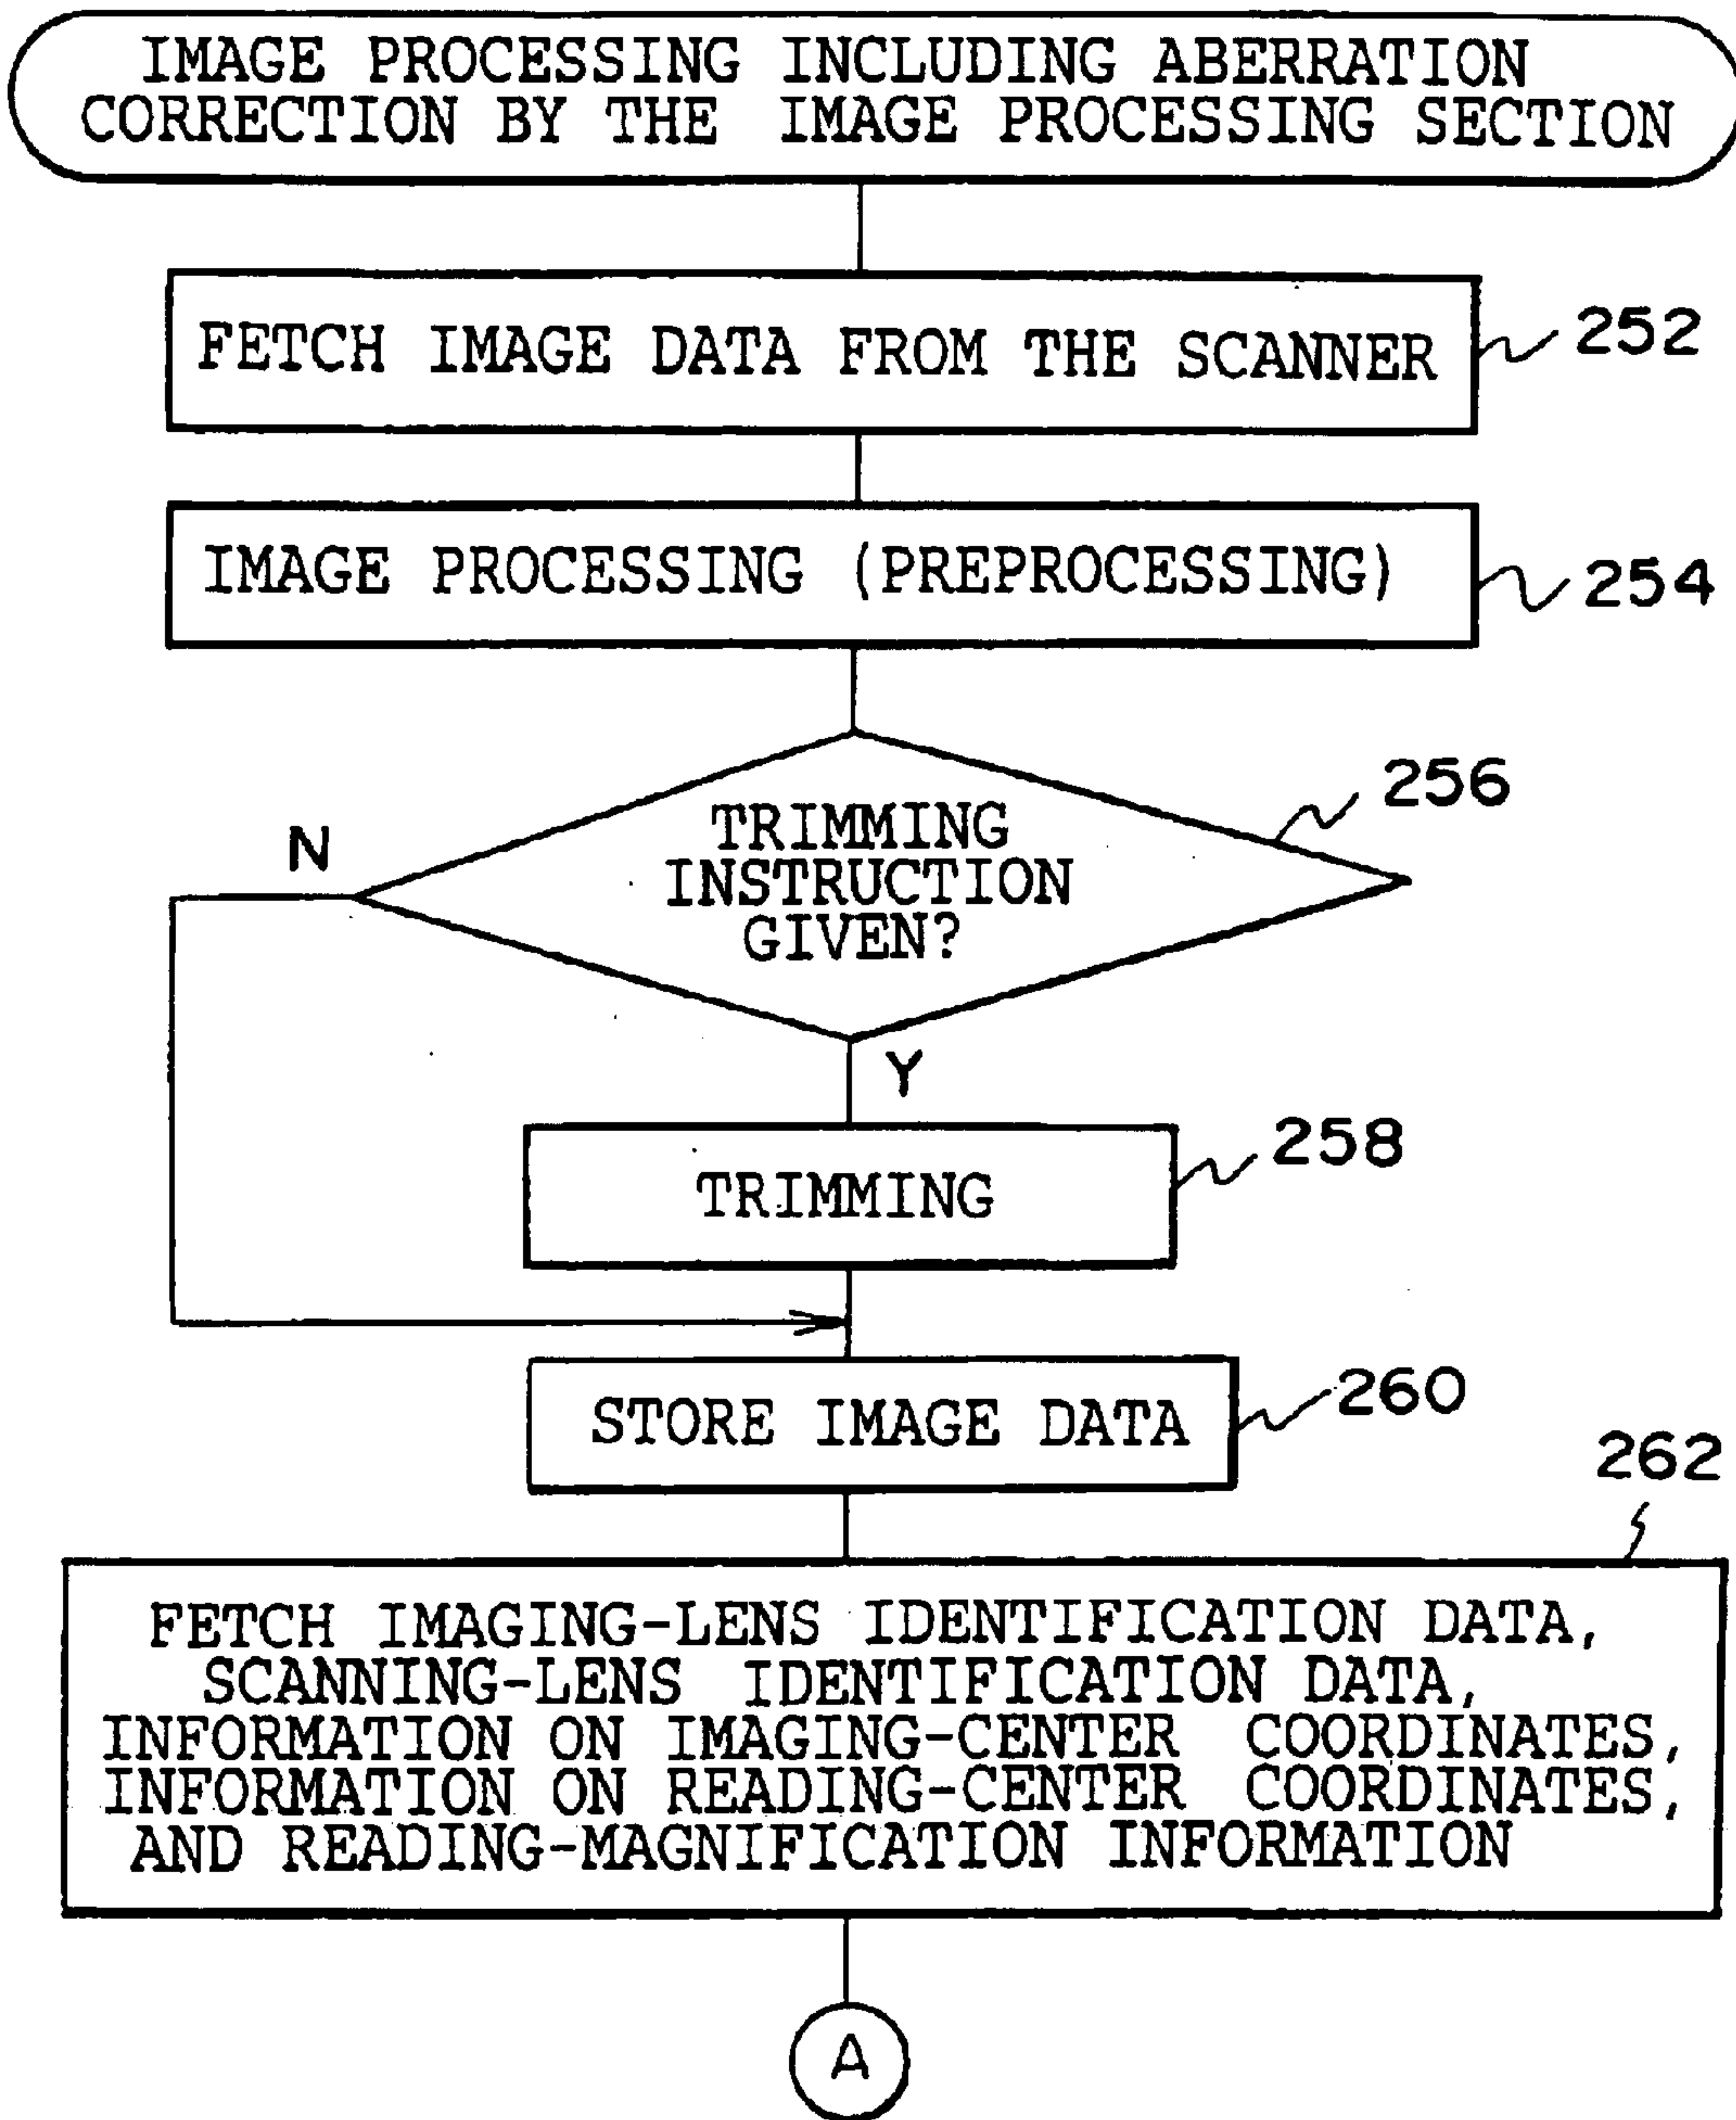 IMAGE PROCESSING INCLUDING ABERRATION
CORRECTION BY THE IMAGE PROCESSING SECTION
FETCH IMAGE DATA FROM THE SCANNER
252
IMAGE PROCESSING (PREPROCESSING)
254
256
TRIMMING
INSTRUCTION
GIVEN?
N
Y
258
TRIMMING
STORE IMAGE DATA
260
262
FETCH IMAGING-LENS IDENTIFICATION DATA,
SCANNING-LENS IDENTIFICATION DATA,
INFORMATION ON IMAGING-CENTER COORDINATES,
INFORMATION ON READING-CENTER COORDINATES,
AND READING-MAGNIFICATION INFORMATION
A